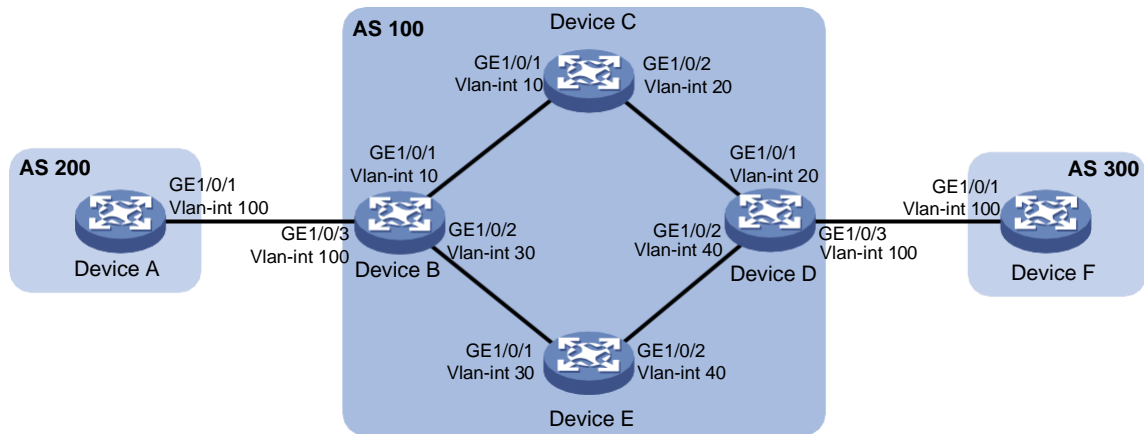 AS 100
Device C
GE1/0/1
Vlan-int 10
GE1/0/2
Vlan-int 20
AS 200
GE1/0/1
Vlan-int 100
Device A
GE1/0/1
Vlan-int 10
GE1/0/3
Vlan-int 100
GE1/0/2
Vlan-int 30
Device B
GE1/0/1
Vlan-int 20
GE1/0/2
Vlan-int 40
GE1/0/3
Vlan-int 100
Device D
AS 300
GE1/0/1
Vlan-int 100
Device F
GE1/0/1
Vlan-int 30
GE1/0/2
Vlan-int 40
Device E